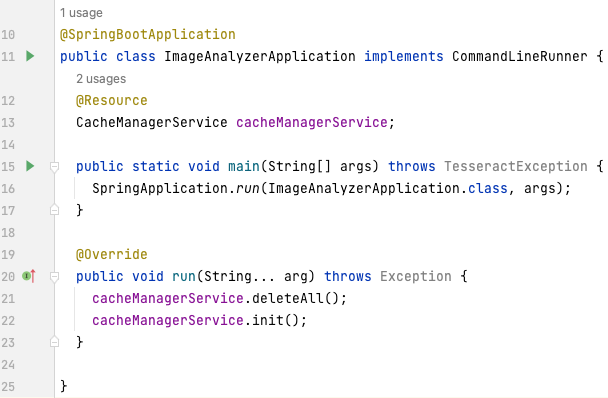 1 usage
10 @SpringBootApplication
11 public class ImageAnalyzerApplication implements CommandLineRunner {
2 usages
12 @Resource
13 CacheManagerService cacheManagerService;
14
15 public static void main(String[] args) throws TesseractException {
16 SpringApplication.run(ImageAnalyzerApplication.class, args);
17 }
18
19 @Override
20 public void run(String... arg) throws Exception {
21 cacheManagerService.deleteAll();
22 cacheManagerService.init();
23 }
24
25 }